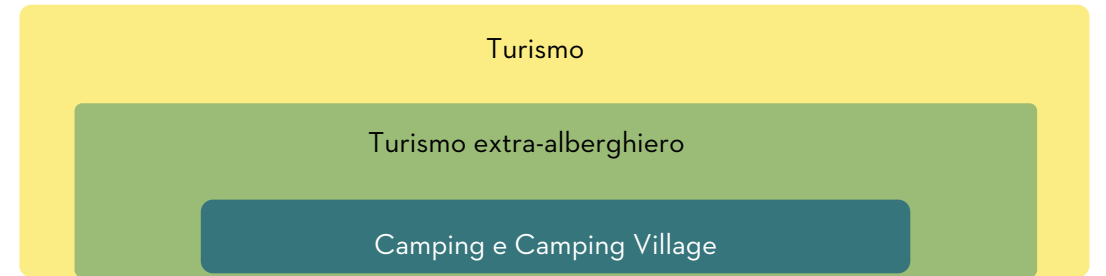 Turismo
Turismo extra-alberghiero
Camping e Camping Village